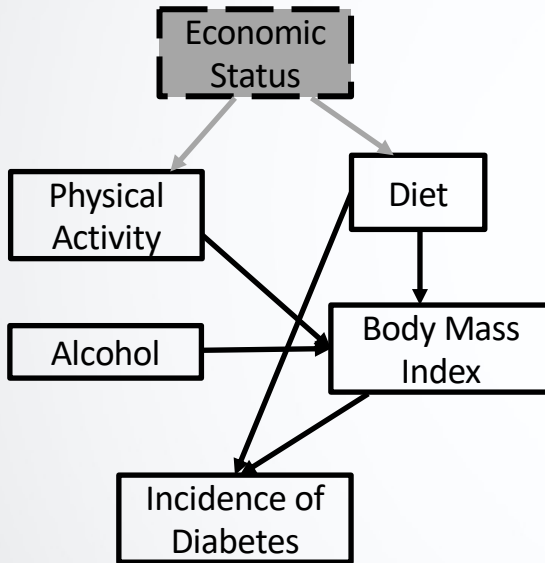 Economic
Status
Physical
Activity
Diet
Alcohol
Body Mass
Index
Incidence of
Diabetes